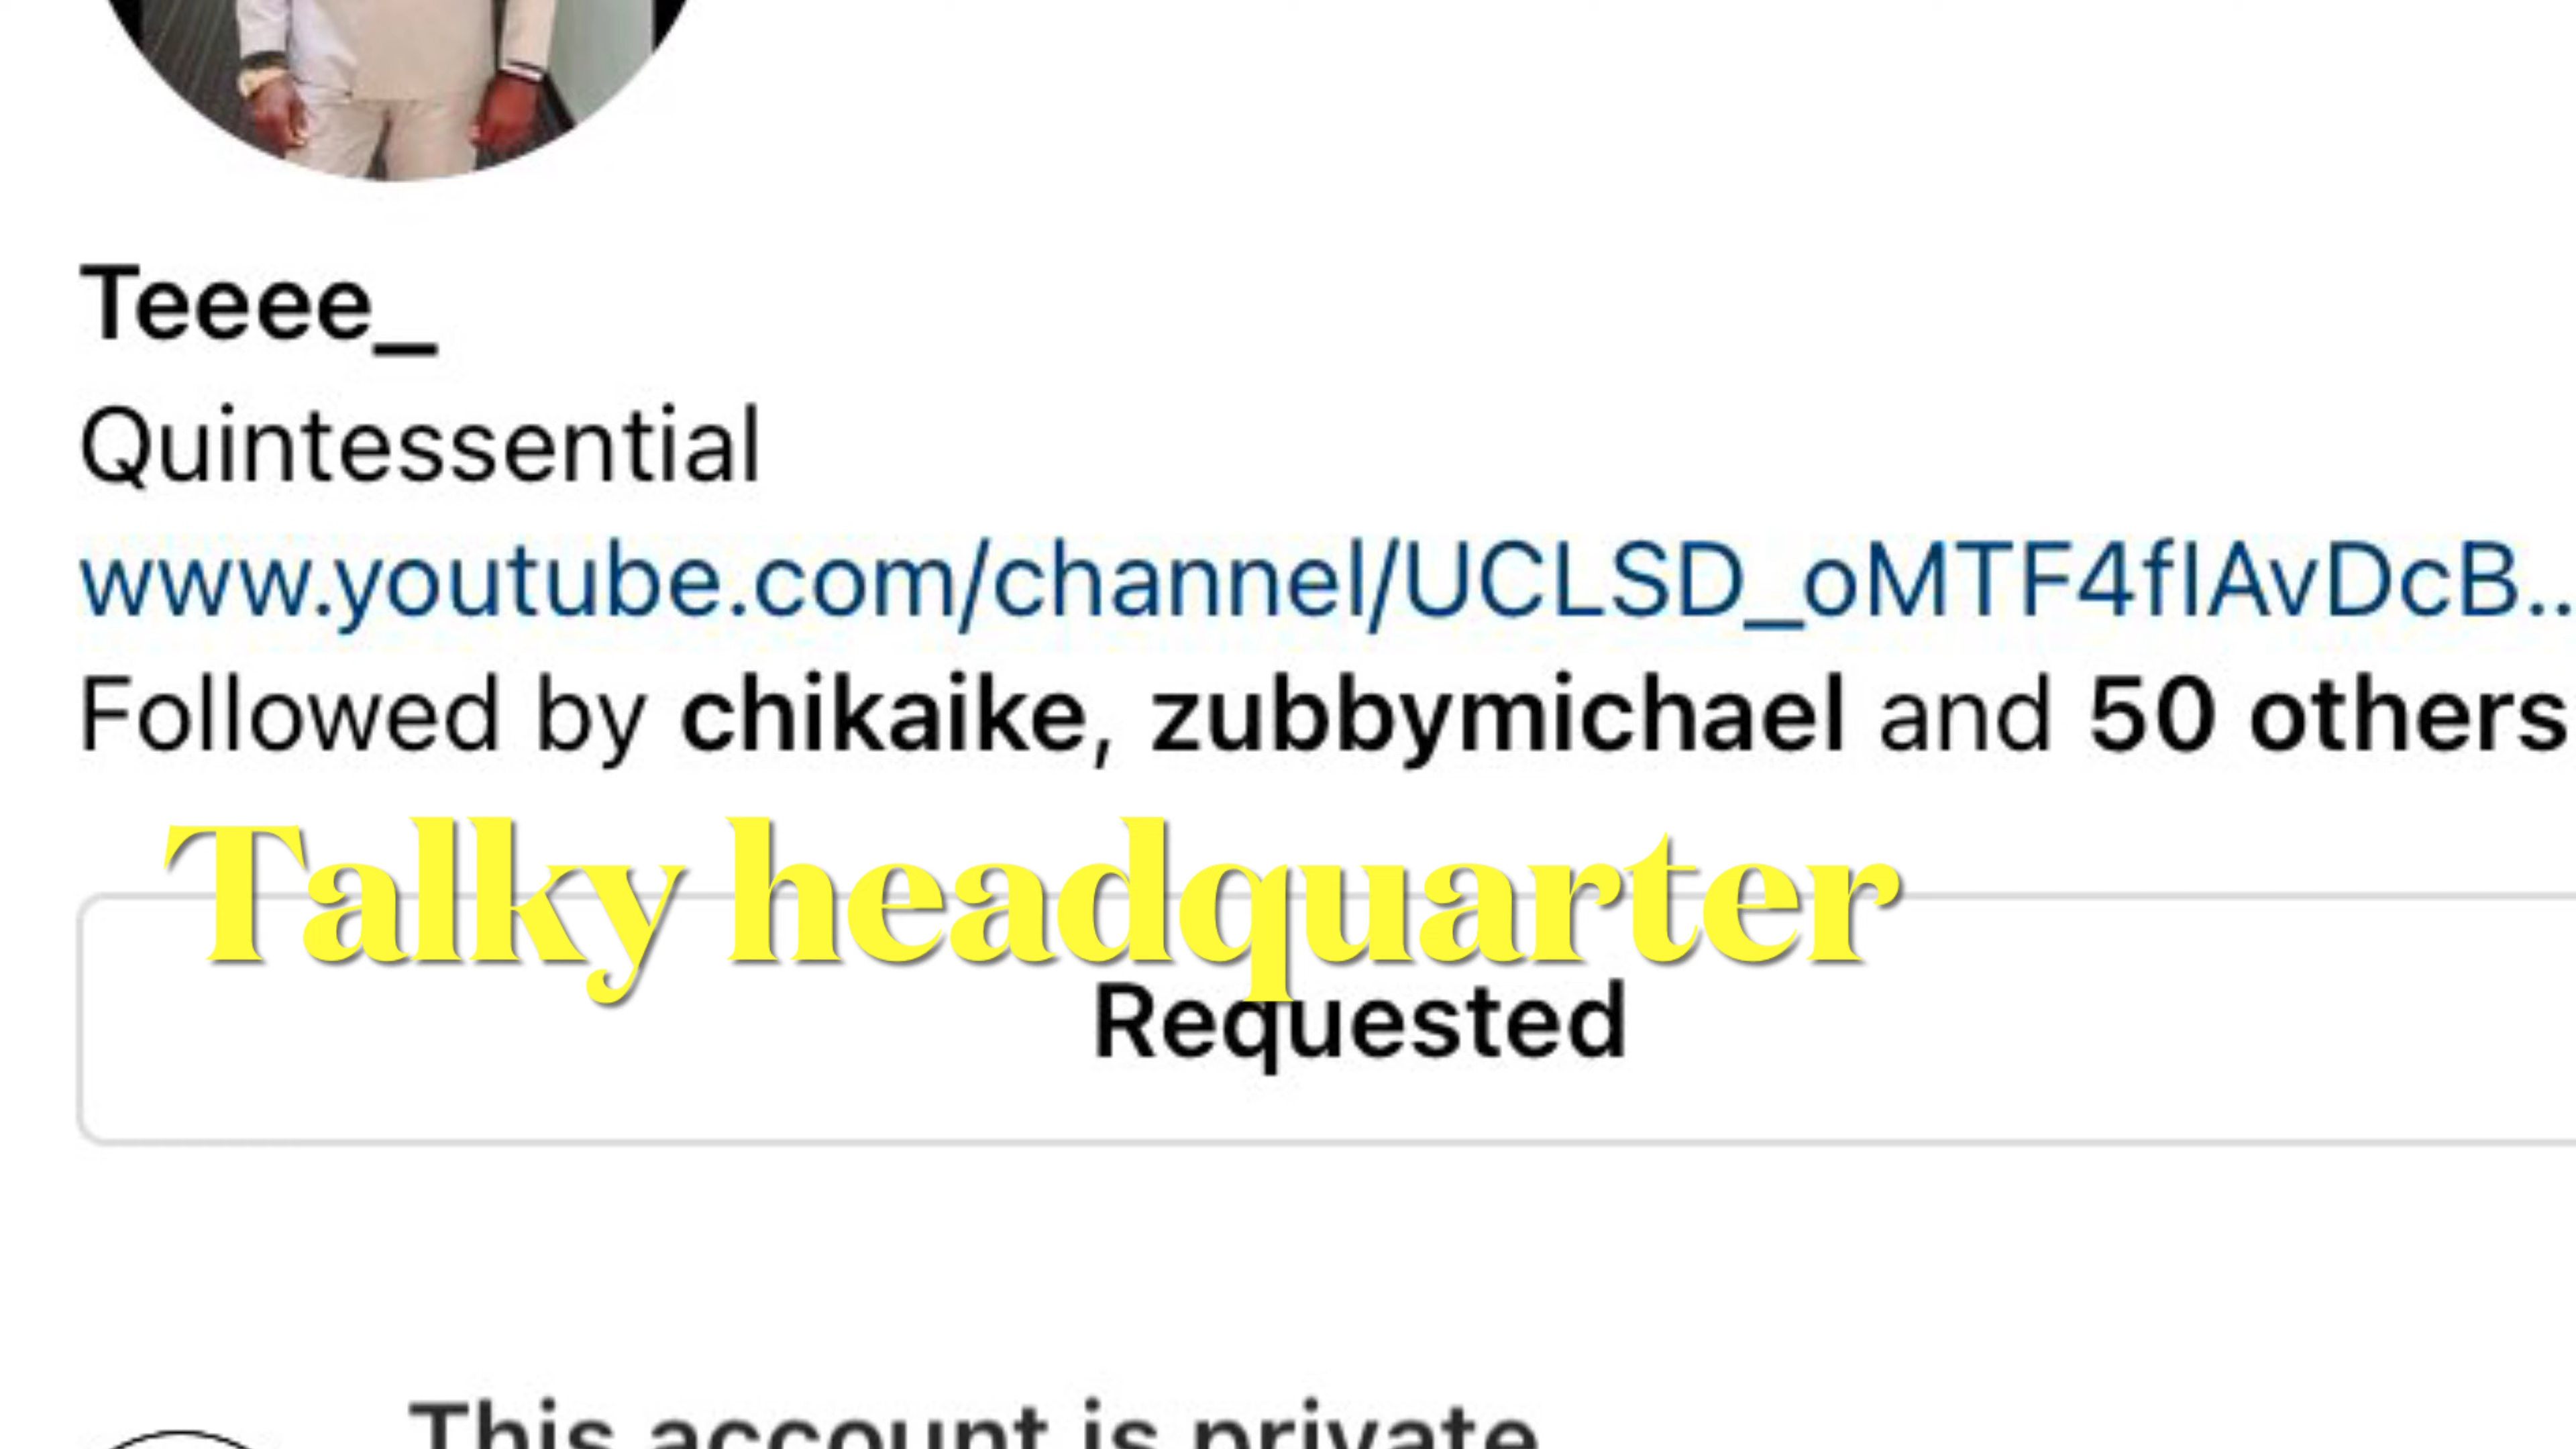 Teeee_
Quintessential
www.youtube.com/channel/UCLSD_oMTF4fIAvDcB...
Followed by chikaike, zubbymichael and 50 others
Talky headquarter
Requested
This account is private